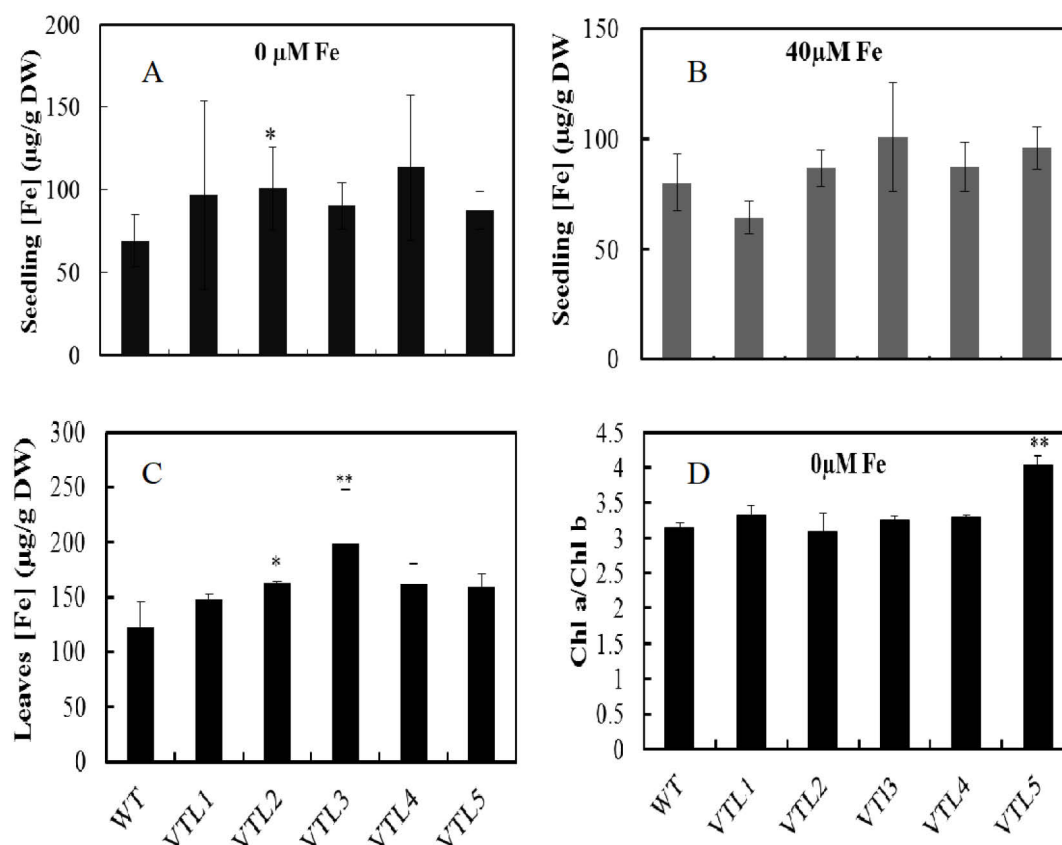 A
0 μM Fe
Seedling [Fe] (μg/g DW)
200
150
100
50
0
*
B
40μM Fe
Seedling [Fe] (μg/g DW
150
100
50
0
C
Leaves [Fe] (μg/g DW)
300
250
200
150
100
50
0
*
**
WT
VTL1
VTL2
VTL3
VTL4
VTL5
D
0μM Fe
Chl a/Chl b
4.5
4
3.5
3
2.5
2
1.5
1
0.5
0
**
WT
VTL1
VTL2
VTl3
VTL4
VTL5